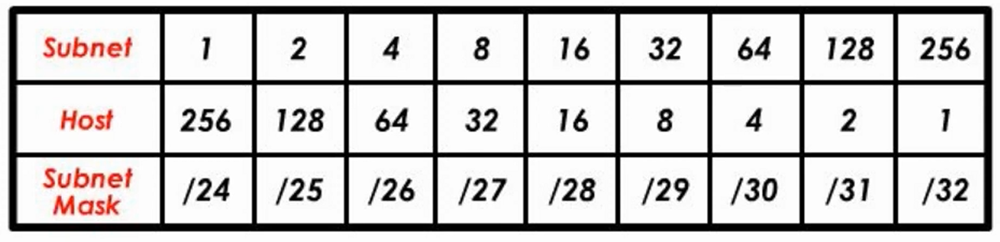 Subnet 1 2 4 8 16 32 64 128 256
Host 256 128 64 32 16 8 4 2 1
Subnet Mask /24 /25 /26 /27 /28 /29 /30 /31 /32